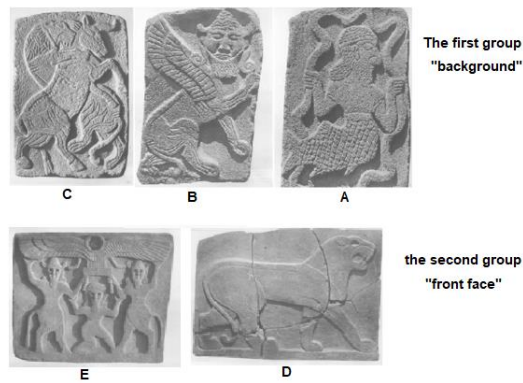 The first group
"background"
C
B
A
the second group
"front face"
E
D